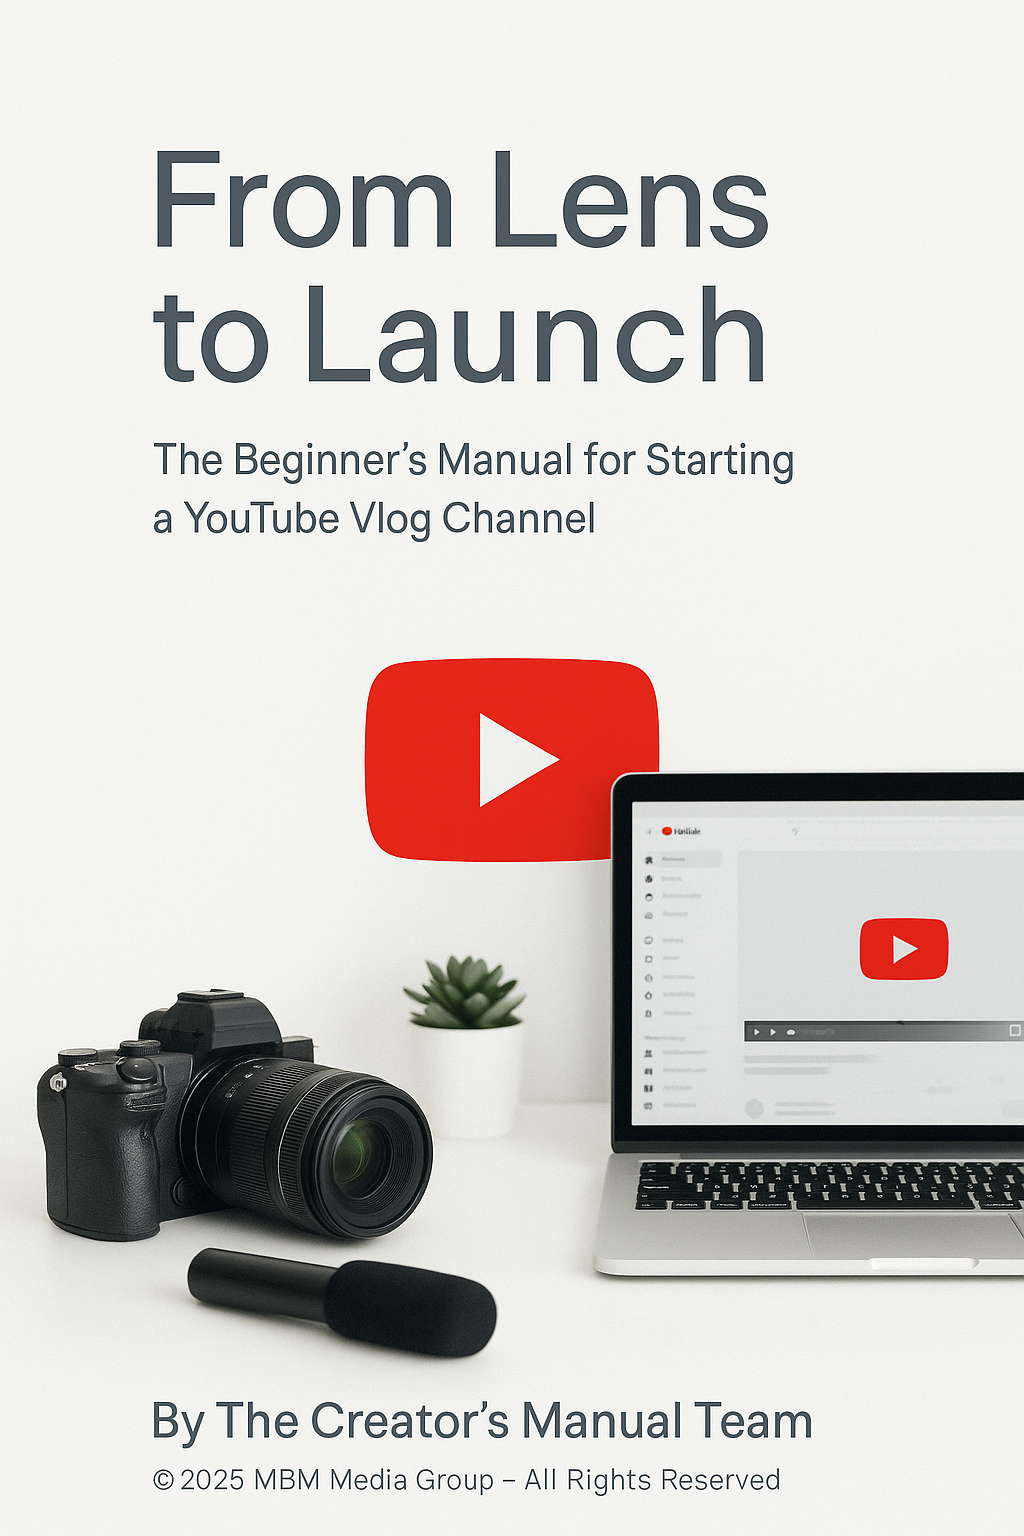 From Lens
to Launch
The Beginner’s Manual for Starting
a YouTube Vlog Channel
By The Creator’s Manual Team
© 2025 MBM Media Group – All Rights Reserved